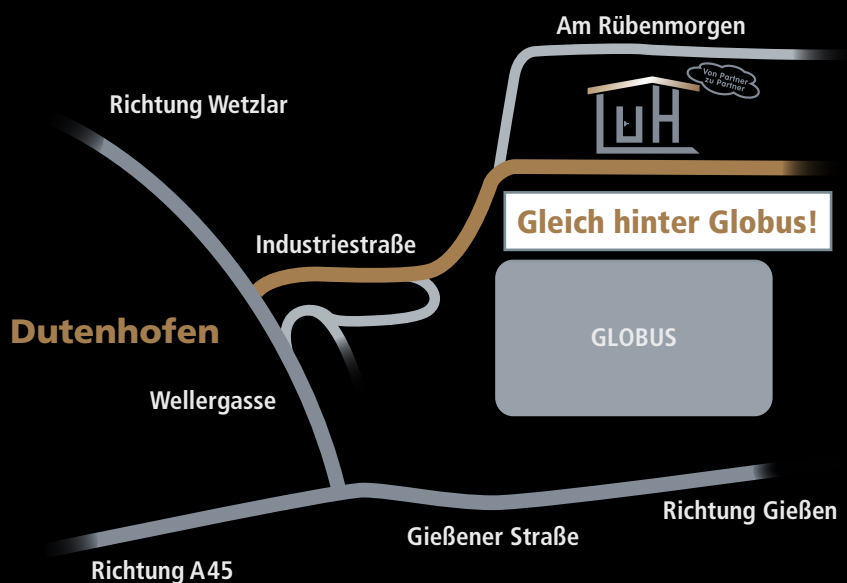 Am Rübenmorgen
Von Partner
zu Partner
LuH
Richtung Wetzlar
Gleich hinter Globus!
Industriestraße
Dutenhofen
GLOBUS
Wellergasse
Richtung Gießen
Gießener Straße
Richtung A45